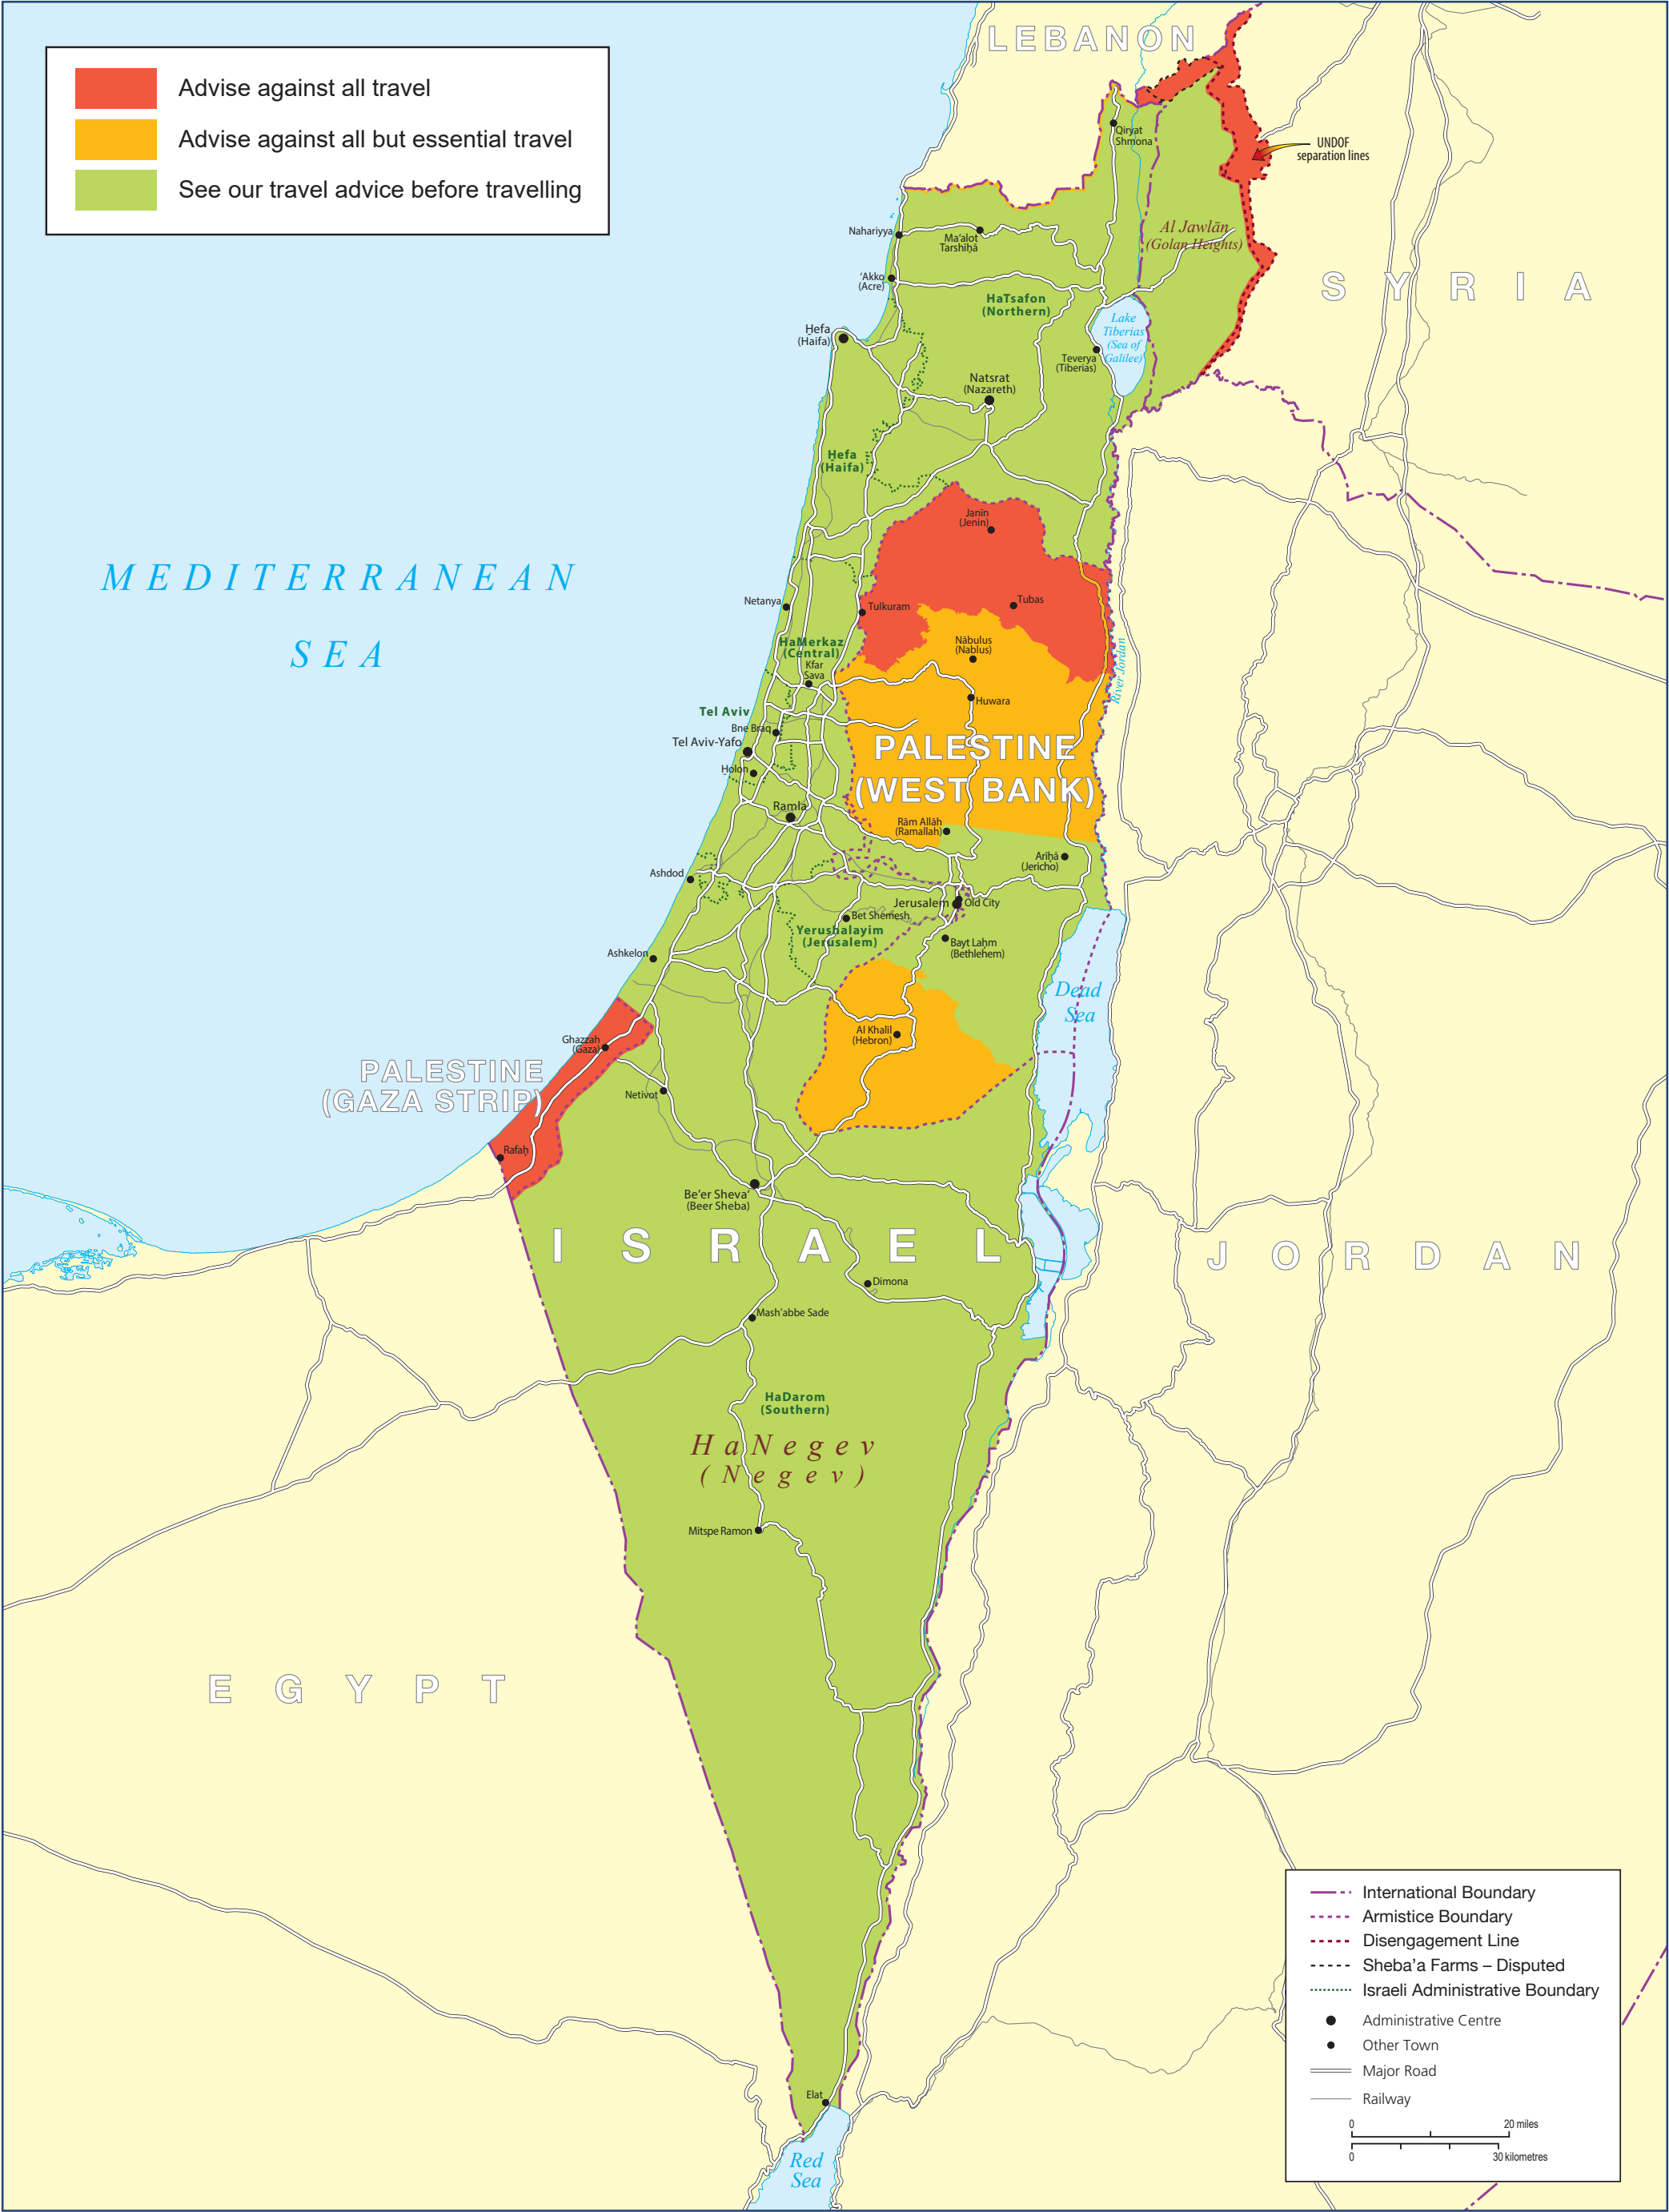 Advise against all travel
Advise against all but essential travel
See our travel advice before travelling
LEBANON
Qiryat
Shmona
UNDOF
separation lines
Al Jawlān
(Golan Heights)
SYRIA
Nahariyya
Ma'alot
Tarshīḥā
'Akko
(Acre)
HaTsafon
(Northern)
Lake
Tiberias
(Sea of
Galilee)
Ḥefa
(Haifa)
Teverya
(Tiberias)
Natsrat
(Nazareth)
Ḥefa
(Haifa)
Janīn
(Jenin)
MEDITERRANEAN
SEA
Netanya
Tulkuram
Tubas
HaMerkaz
(Central)
Nābulus
(Nablus)
Kfar
Sava
River Jordan
Huwara
Tel Aviv
Bne Braq
Tel Aviv-Yafo
PALESTINE
(WEST BANK)
Ḥolon
Ramla
Rām Allāh
(Ramallah)
Arīḥā
(Jericho)
Ashdod
Jerusalem
Old City
Bet Shemesh
Yerushalayim
(Jerusalem)
Bayt Laḥm
(Bethlehem)
Ashkelon
Dead
Sea
Al Khalīl
(Hebron)
Ghazzah
(Gaza)
PALESTINE
(GAZA STRIP)
Netivot
Rafaḥ
Be'er Sheva'
(Beer Sheba)
ISRAEL
JORDAN
Dimona
Mash'abbe Sade
HaDarom
(Southern)
HaNegev
(Negev)
Mitspe Ramon
EGYPT
Elat
Red
Sea
International Boundary
Armistice Boundary
Disengagement Line
Sheba'a Farms – Disputed
Israeli Administrative Boundary
Administrative Centre
Other Town
Major Road
Railway
0 20 miles
0 30 kilometres